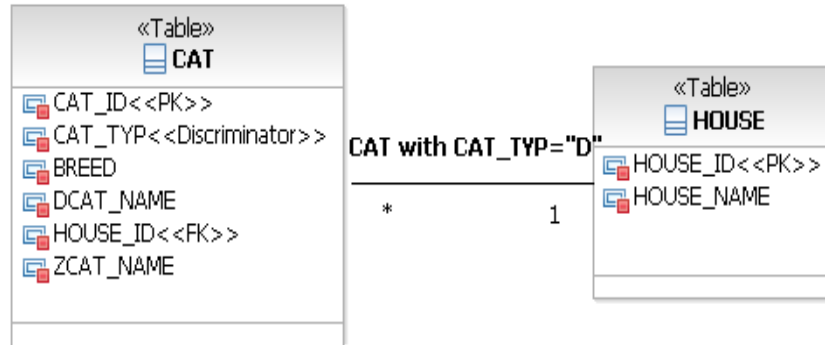 «Table»
CAT
CAT_ID<<PK>>
CAT_TYP<<Discriminator>>
BREED
DCAT_NAME
HOUSE_ID<<FK>>
ZCAT_NAME
CAT with CAT_TYP="D"
* 1
«Table»
HOUSE
HOUSE_ID<<PK>>
HOUSE_NAME